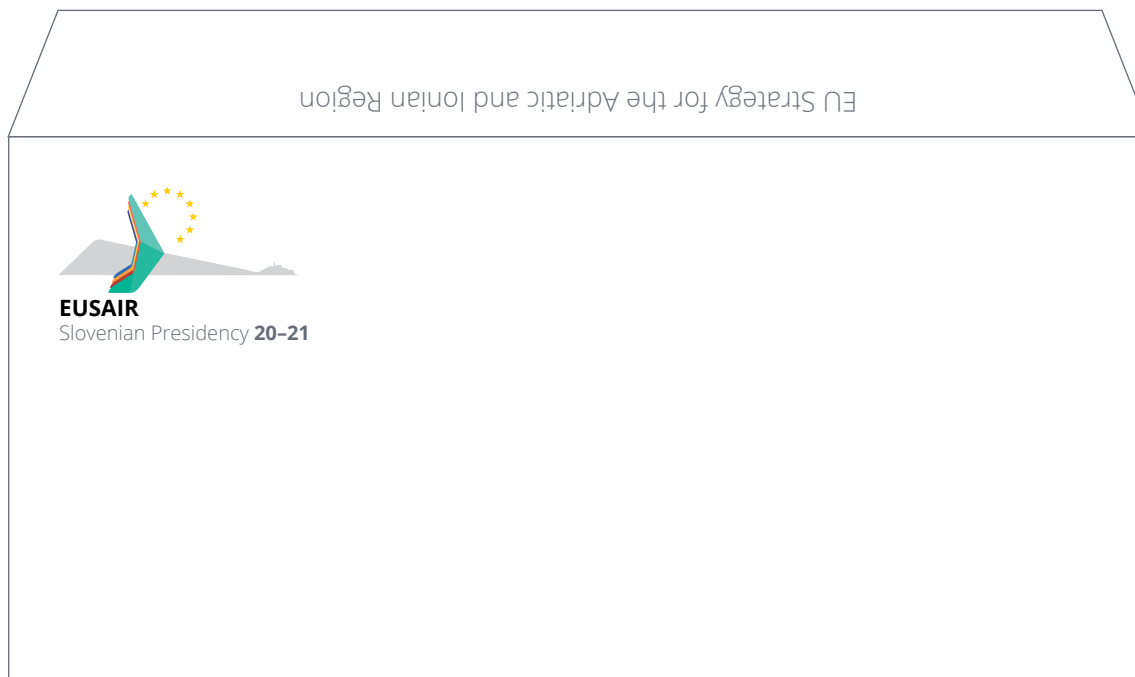 EU Strategy for the Adriatic and Ionian Region
EUSAIR
Slovenian Presidency 20–21